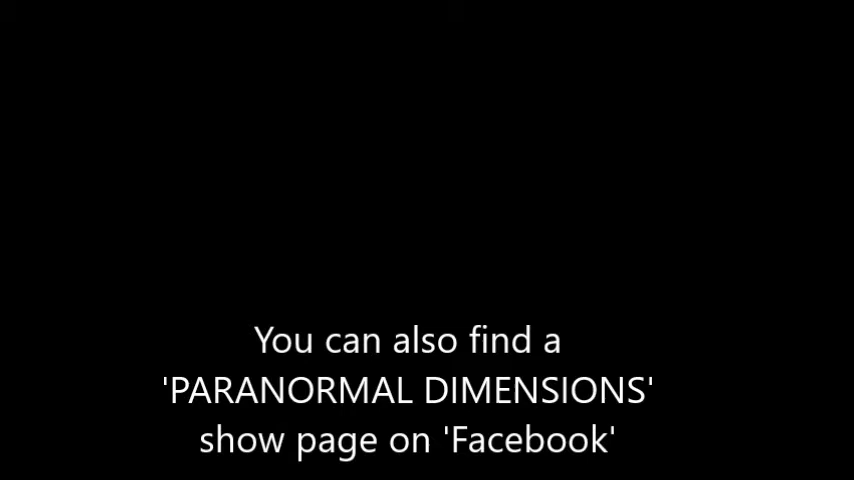 You can also find a
'PARANORMAL DIMENSIONS'
show page on 'Facebook'